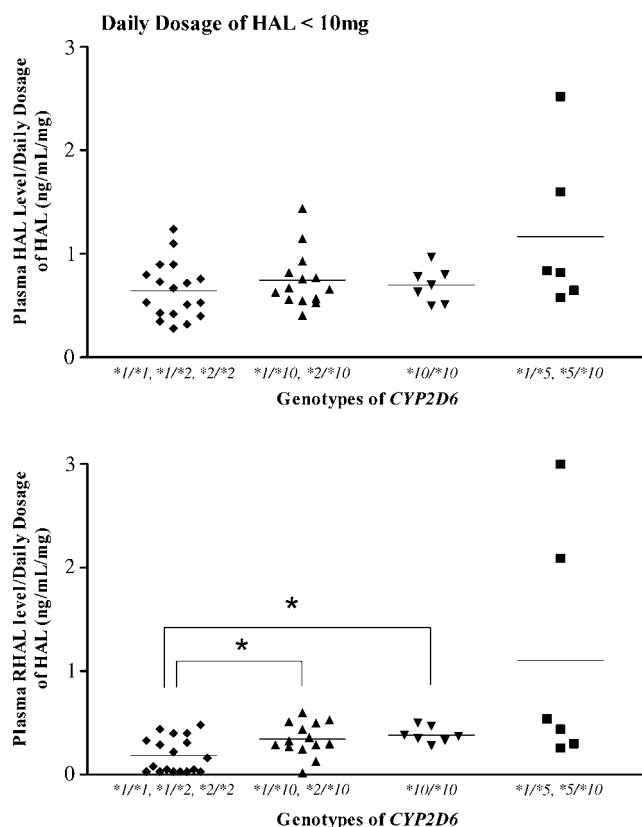 Daily Dosage of HAL < 10mg
Plasma HAL Level/Daily Dosage
of HAL (ng/mL/mg)
3
2
1
0
*1/*1, *1/*2, *2/*2
*1/*10, *2/*10
*10/*10
*1/*5, *5/*10
Genotypes of CYP2D6
Plasma RHAL level/Daily Dosage
of HAL (ng/mL/mg)
3
2
1
0
*
*
*1/*1, *1/*2, *2/*2
*1/*10, *2/*10
*10/*10
*1/*5, *5/*10
Genotypes of CYP2D6